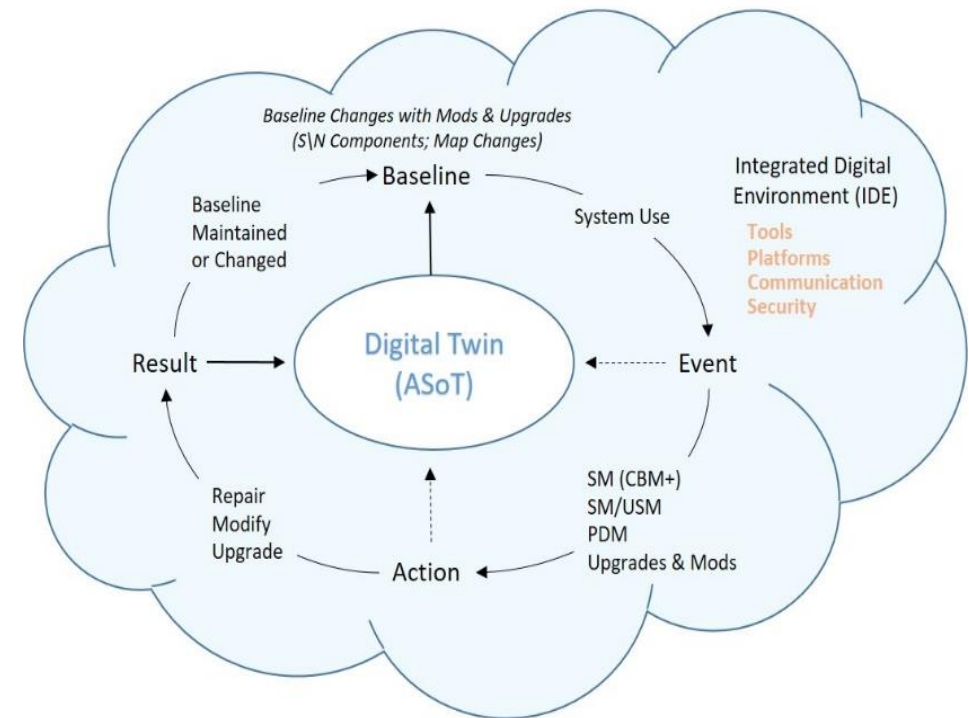 Baseline Changes with Mods & Upgrades
(S\N Components; Map Changes)
Baseline
Integrated Digital
Environment (IDE)
Tools
Platforms
Communication
Security
System Use
Baseline
Maintained
or Changed
Digital Twin
(ASoT)
Result
Event
SM (CBM+)
SM/USM
PDM
Upgrades & Mods
Action
Repair
Modify
Upgrade